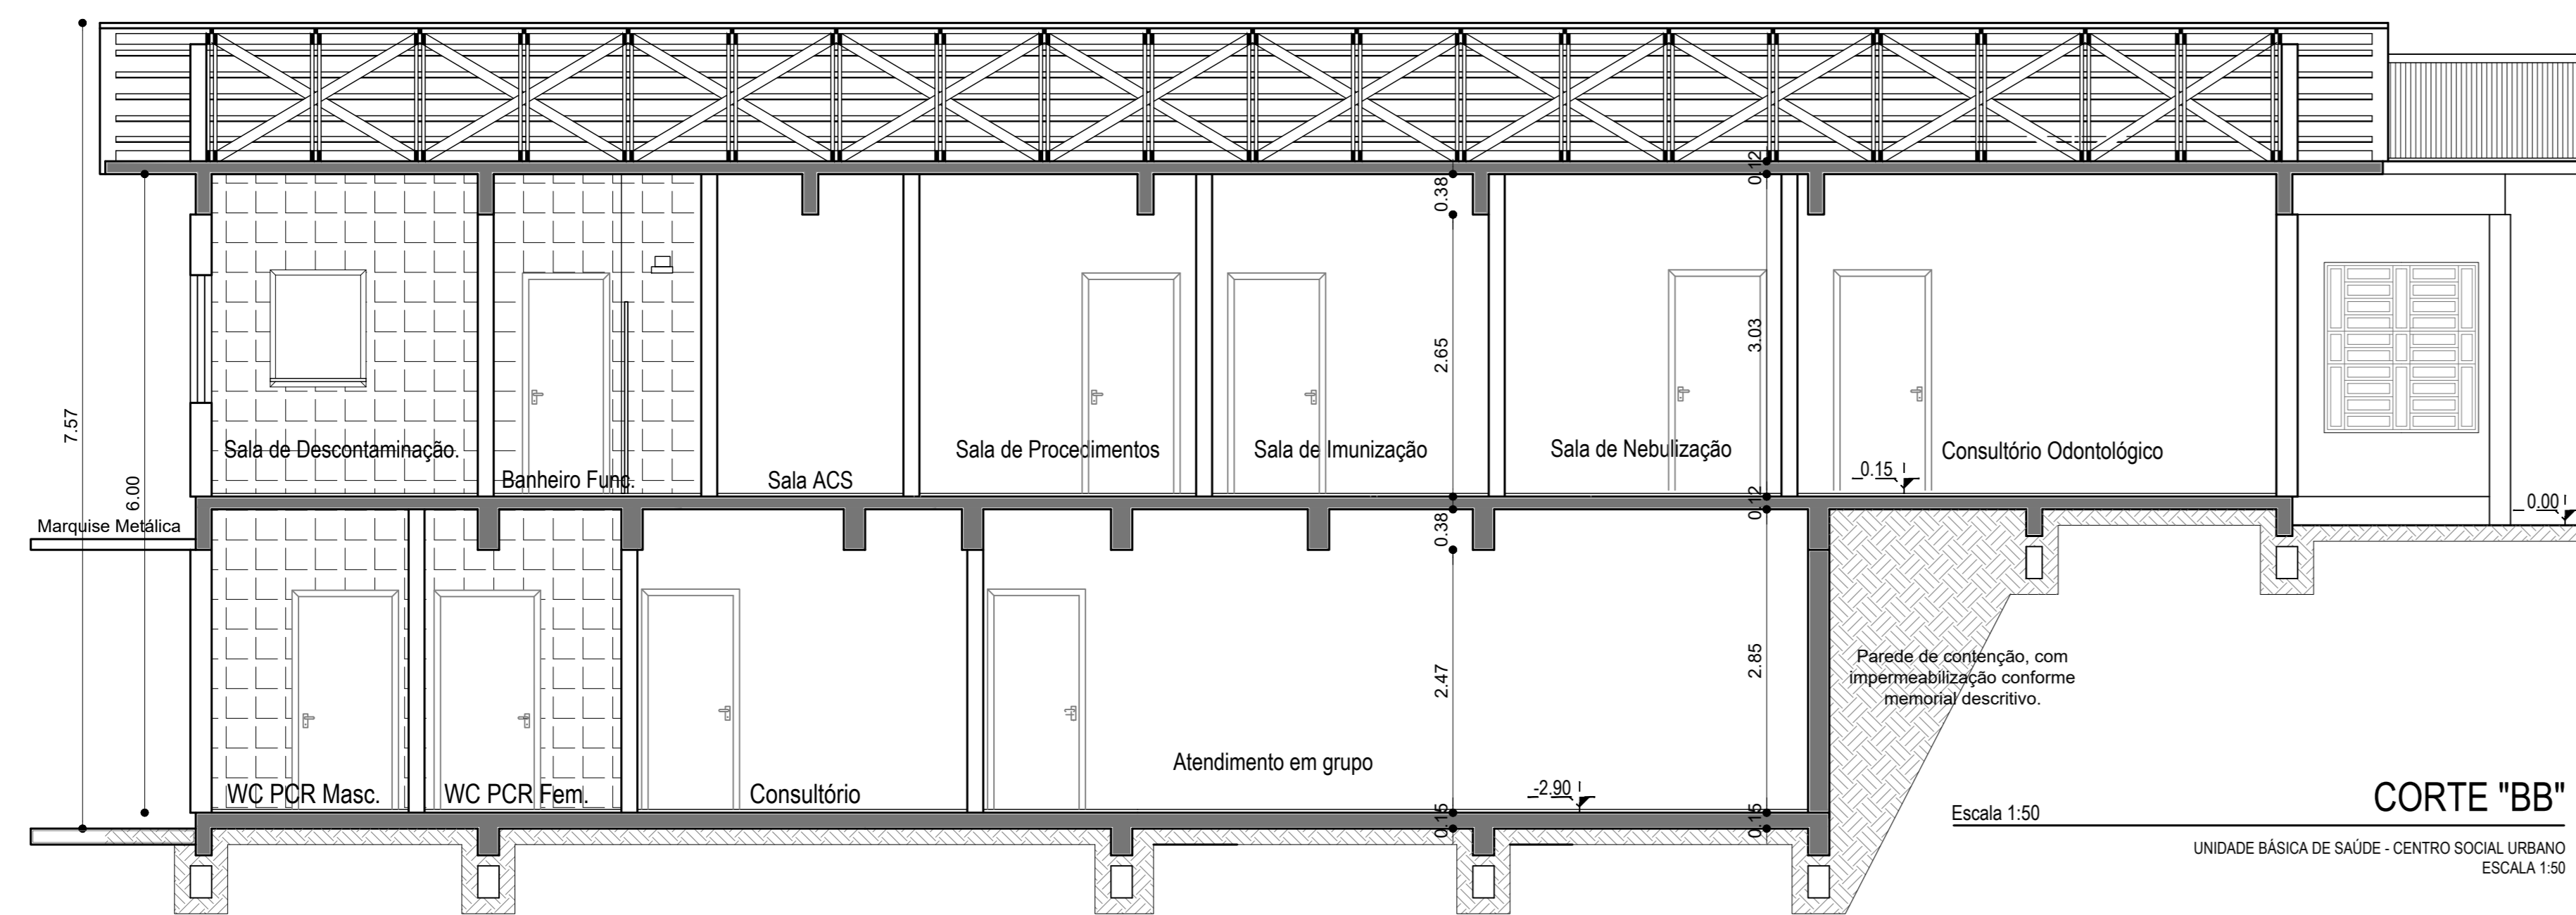 0.12
0.38
0.12
3.03
2.65
7.57
Sala de Descontaminação.
Sala de Procedimentos
Sala de Imunização
Sala de Nebulização
Consultório Odontológico
0.15
Banheiro Func.
Sala ACS
6.00
0.12
0.00
Marquise Metálica
0.38
Parede de contenção, com
impermeabilização conforme
memorial descritivo.
2.47
2.85
Atendimento em grupo
WC PCR Masc.
WC PCR Fem.
Consultório
-2.90
0.15
0.15
Escala 1:50
CORTE "BB"
UNIDADE BÁSICA DE SAÚDE - CENTRO SOCIAL URBANO
ESCALA 1:50